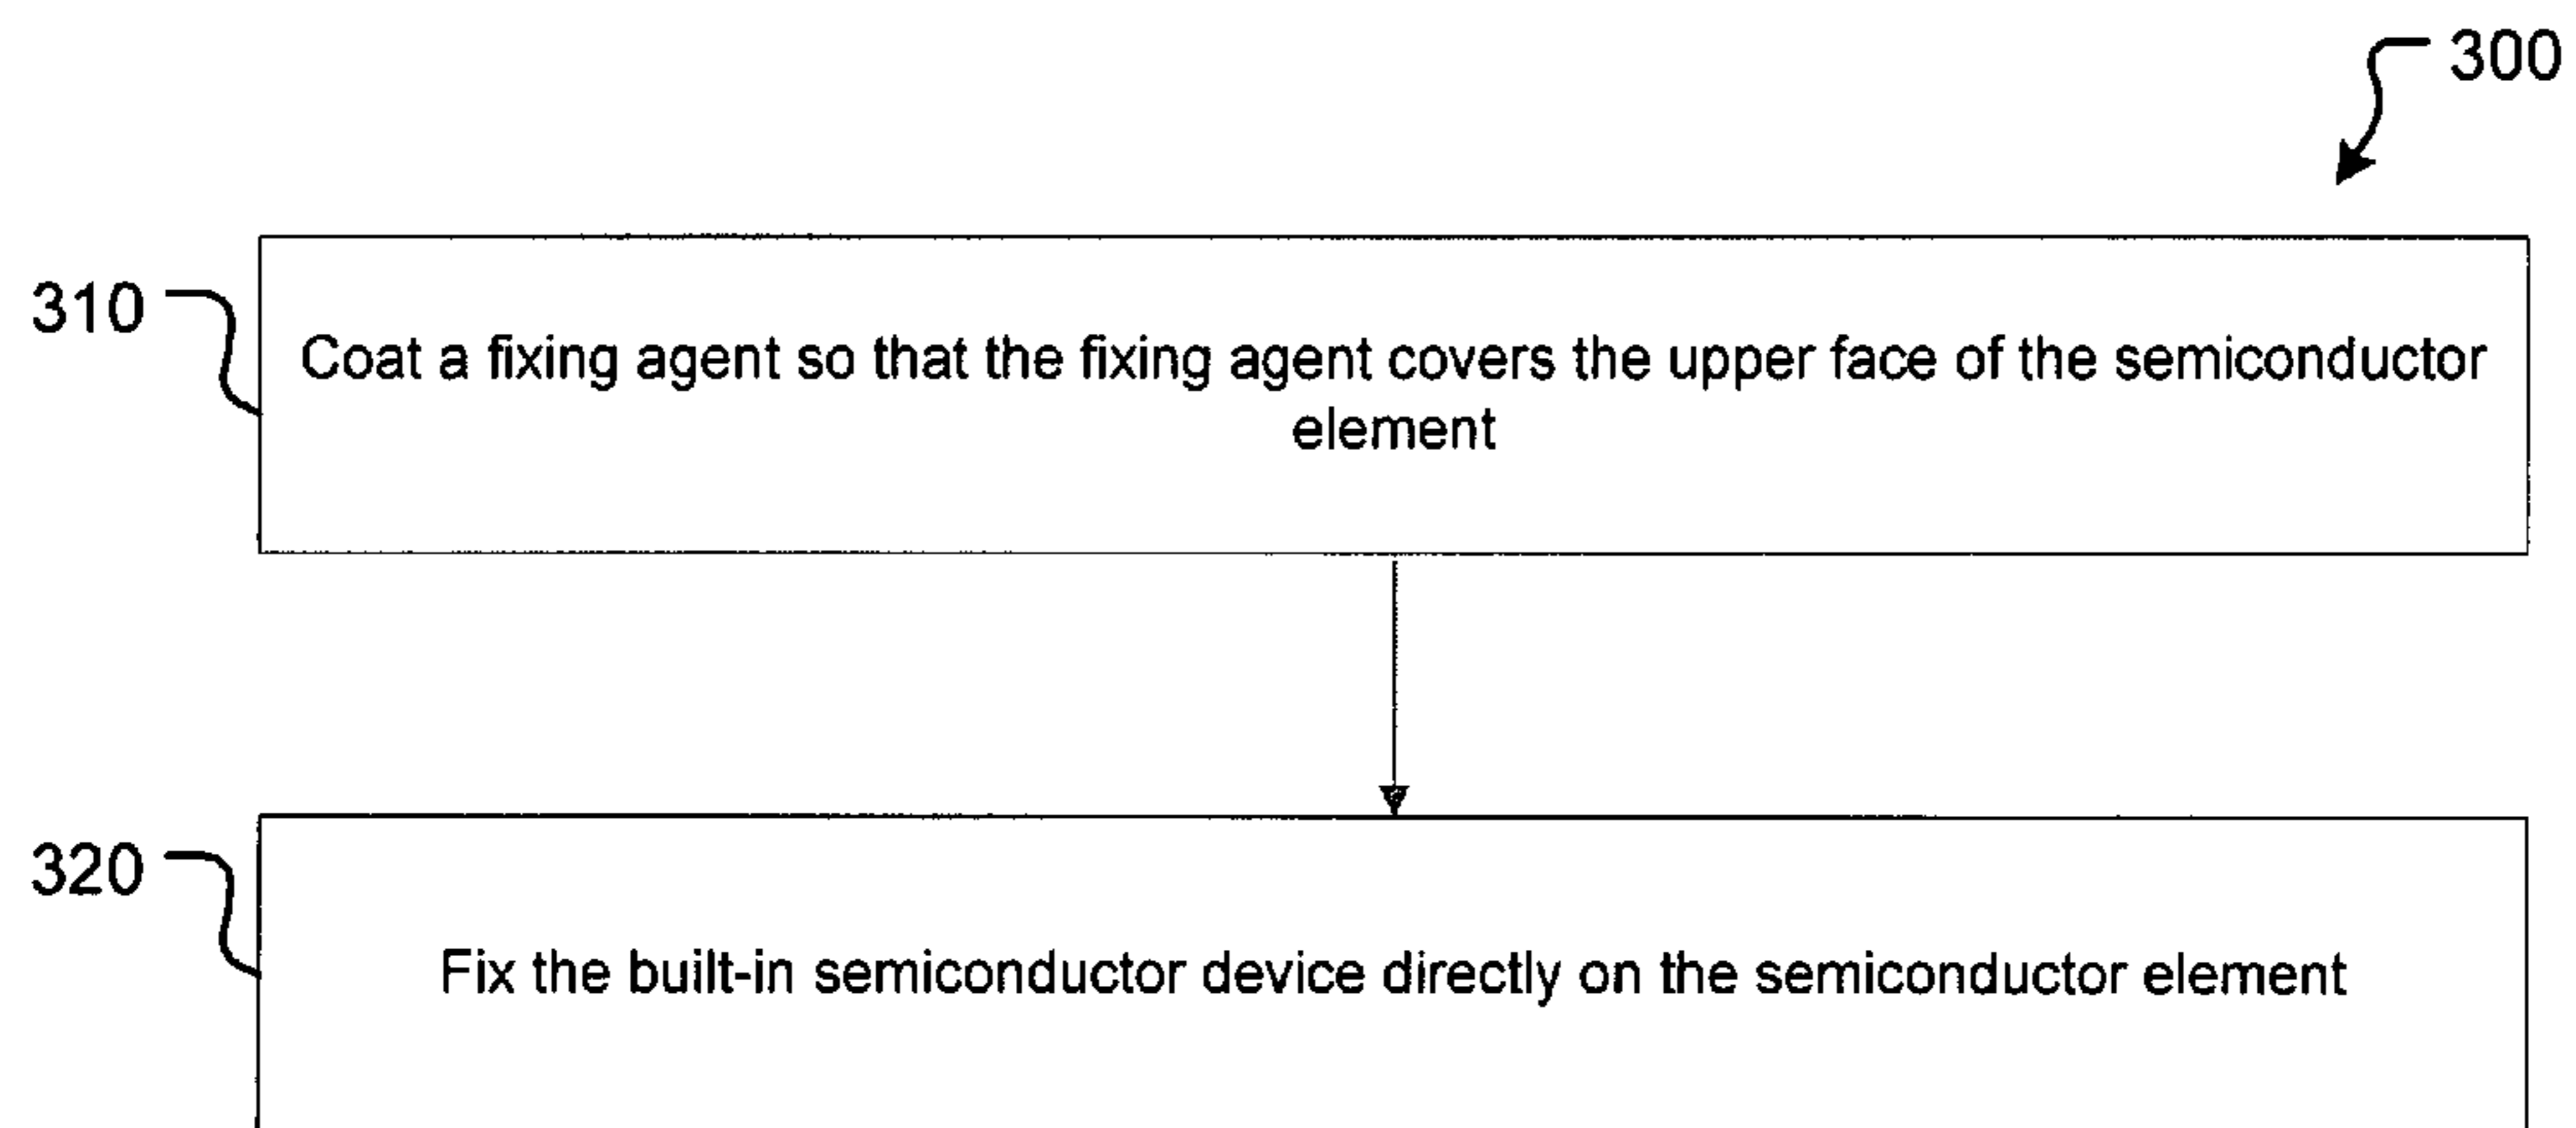 300
310
Coat a fixing agent so that the fixing agent covers the upper face of the semiconductor
element
320
Fix the built-in semiconductor device directly on the semiconductor element